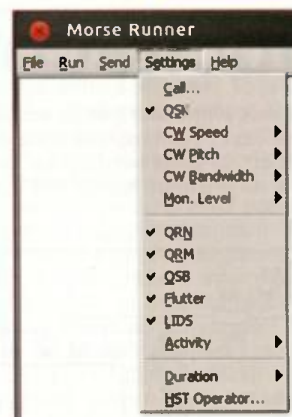 Morse Runner
File Run Send Settings Help
Call...
QSK
CW Speed
CW Pitch
CW Bandwidth
Mon. Level
QRN
QRM
QSB
Flutter
LIDS
Activity
Duration
HST Operator...